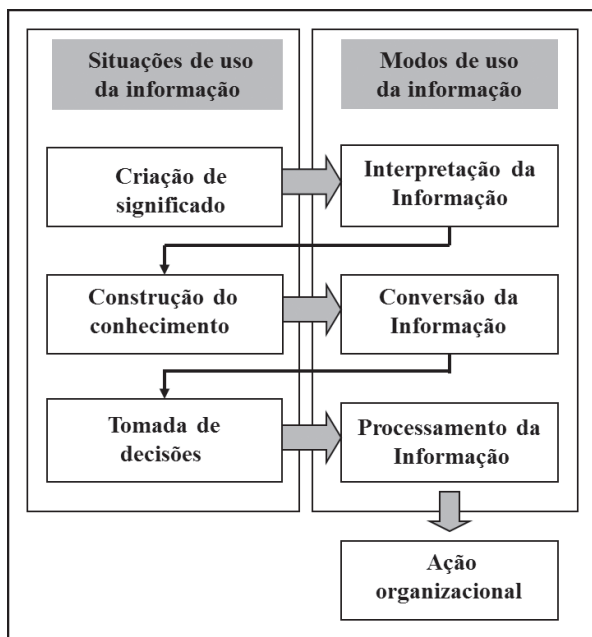 Situações de uso
da informação
Modos de uso
da informação
Criação de
significado
Interpretação da
Informação
Construção do
conhecimento
Conversão da
Informação
Tomada de
decisões
Processamento da
Informação
Ação
organizacional